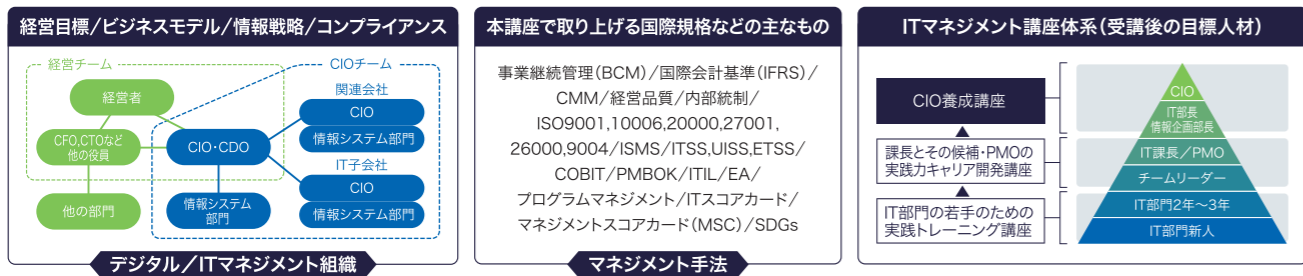 経営目標/ビジネスモデル/情報戦略/コンプライアンス
経営チーム
CIOチーム
経営者
CFO,CTOなど
他の役員
他の部門
CIO・CDO
情報システム
部門
関連会社
CIO
情報システム部門
IT子会社
CIO
情報システム部門
デジタル/ITマネジメント組織
本講座で取り上げる国際規格などの主なもの
事業継続管理(BCM)/国際会計基準(IFRS)/
CMM/経営品質/内部統制/
ISO9001,10006,20000,27001,
26000,9004/ISMS/ITSS,UISS,ETSS/
COBIT/PMBOK/ITIL/EA/
プログラムマネジメント/ITスコアカード/
マネジメントスコアカード(MSC)/SDGs
マネジメント手法
ITマネジメント講座体系(受講後の目標人材)
CIO養成講座
課長とその候補・PMOの
実践力キャリア開発講座
IT部門の若手のための
実践トレーニング講座
CIO
IT部長
情報企画部長
IT課長/PMO
チームリーダー
IT部門2年~3年
IT部門新人